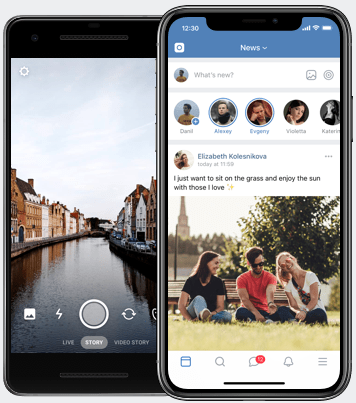 12:30
News
What's new?
Danil
Alexey
Evgeny
Violetta
Katerin
Elizabeth Kolesnikova
today at 11:58
I just want to sit on the grass and enjoy the sun
with those I love ✨
12
LIVE
STORY
VIDEO STORY